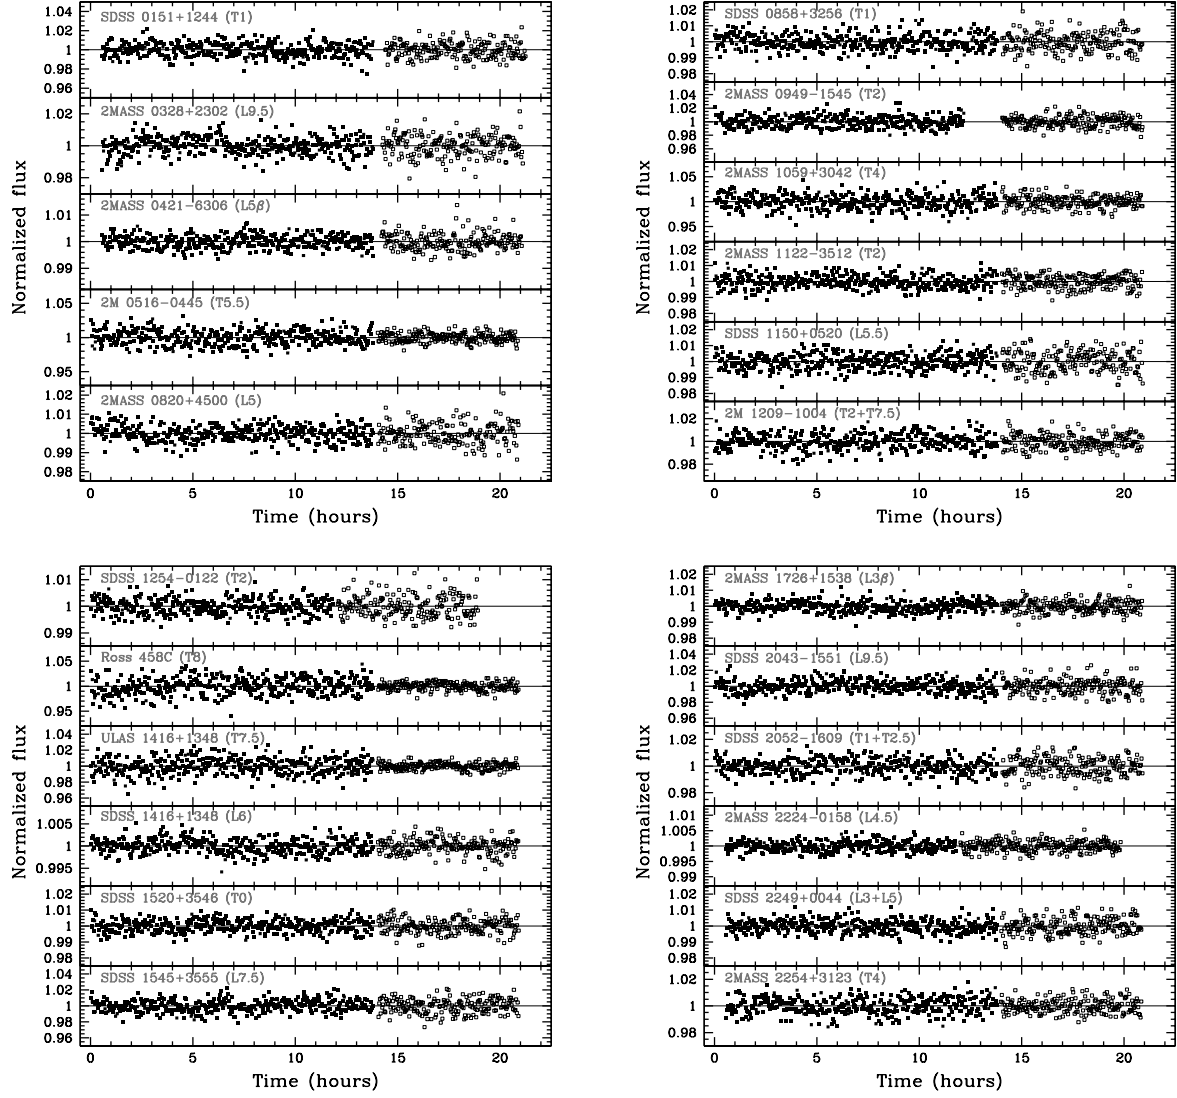 SDSS 0151+1244 (T1)
1.04
1.02
1
0.98
0.96
2MASS 0328+2302 (L9.5)
1.02
1
0.98
2MASS 0421-6306 (L5β)
1.01
1
0.99
2M 0516-0445 (T5.5)
1.05
1
0.95
2MASS 0820+4500 (L5)
1.02
1.01
1
0.99
0.98
0 5 10 15 20
Time (hours)
Normalized flux
SDSS 0858+3256 (T1)
1.02
1.01
1
0.99
0.98
2MASS 0949-1545 (T2)
1.04
1.02
1
0.98
0.96
2MASS 1059+3042 (T4)
1.05
1
0.95
2MASS 1122-3512 (T2)
1.02
1.01
1
0.99
0.98
SDSS 1150+0520 (L5.5)
1.02
1.01
1
0.99
0.98
2M 1209-1004 (T2+T7.5)
1.02
1
0.98
0 5 10 15 20
Time (hours)
Normalized flux
SDSS 1254-0122 (T2)
1.01
1
0.99
Ross 458C (T8)
1.05
1
0.95
ULAS 1416+1348 (T7.5)
1.04
1.02
1
0.98
0.96
SDSS 1416+1348 (L6)
1.005
1
0.995
SDSS 1520+3546 (T0)
1.02
1.01
1
0.99
0.98
SDSS 1545+3555 (L7.5)
1.04
1.02
1
0.98
0.96
0 5 10 15 20
Time (hours)
Normalized flux
2MASS 1726+1538 (L3β)
1.02
1.01
1
0.99
0.98
SDSS 2043-1551 (L9.5)
1.04
1.02
1
0.98
0.96
SDSS 2052-1609 (T1+T2.5)
1.02
1
0.98
2MASS 2224-0158 (L4.5)
1.01
1.005
1
0.995
0.99
SDSS 2249+0044 (L3+L5)
1.02
1.01
1
0.99
0.98
2MASS 2254+3123 (T4)
1.02
1
0.98
0 5 10 15 20
Time (hours)
Normalized flux